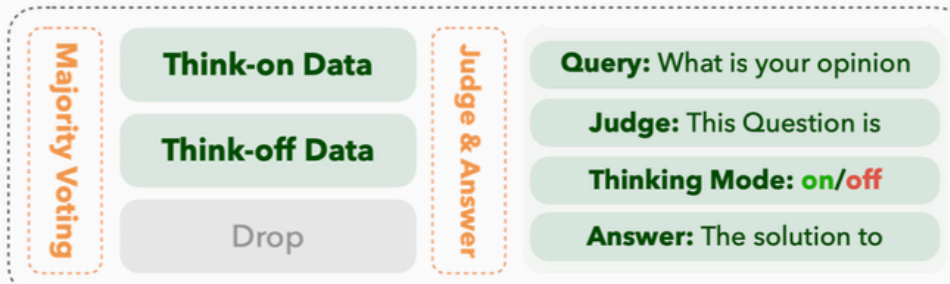 Majority Voting
Think-on Data
Think-off Data
Drop
Judge & Answer
Query: What is your opinion
Judge: This Question is
Thinking Mode: on/off
Answer: The solution to